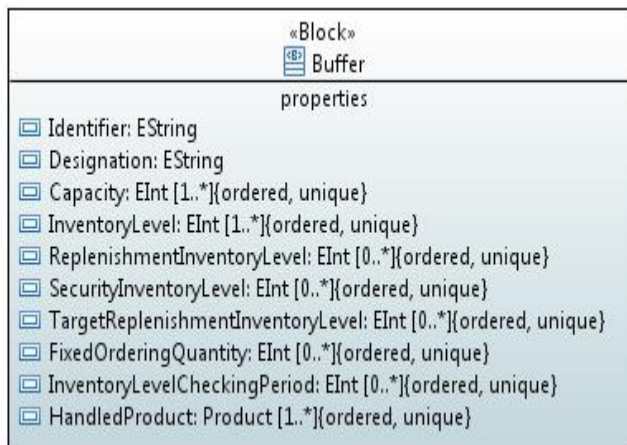 «Block»
Buffer
properties
Identifier: EString
Designation: EString
Capacity: EInt [1..*]{ordered, unique}
InventoryLevel: EInt [1..*]{ordered, unique}
ReplenishmentInventoryLevel: EInt [0..*]{ordered, unique}
SecurityInventoryLevel: EInt [0..*]{ordered, unique}
TargetReplenishmentInventoryLevel: EInt [0..*]{ordered, unique}
FixedOrderingQuantity: EInt [0..*]{ordered, unique}
InventoryLevelCheckingPeriod: EInt [0..*]{ordered, unique}
HandledProduct: Product [1..*]{ordered, unique}